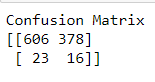 Confusion Matrix
[[606 378]
 [ 23  16]]